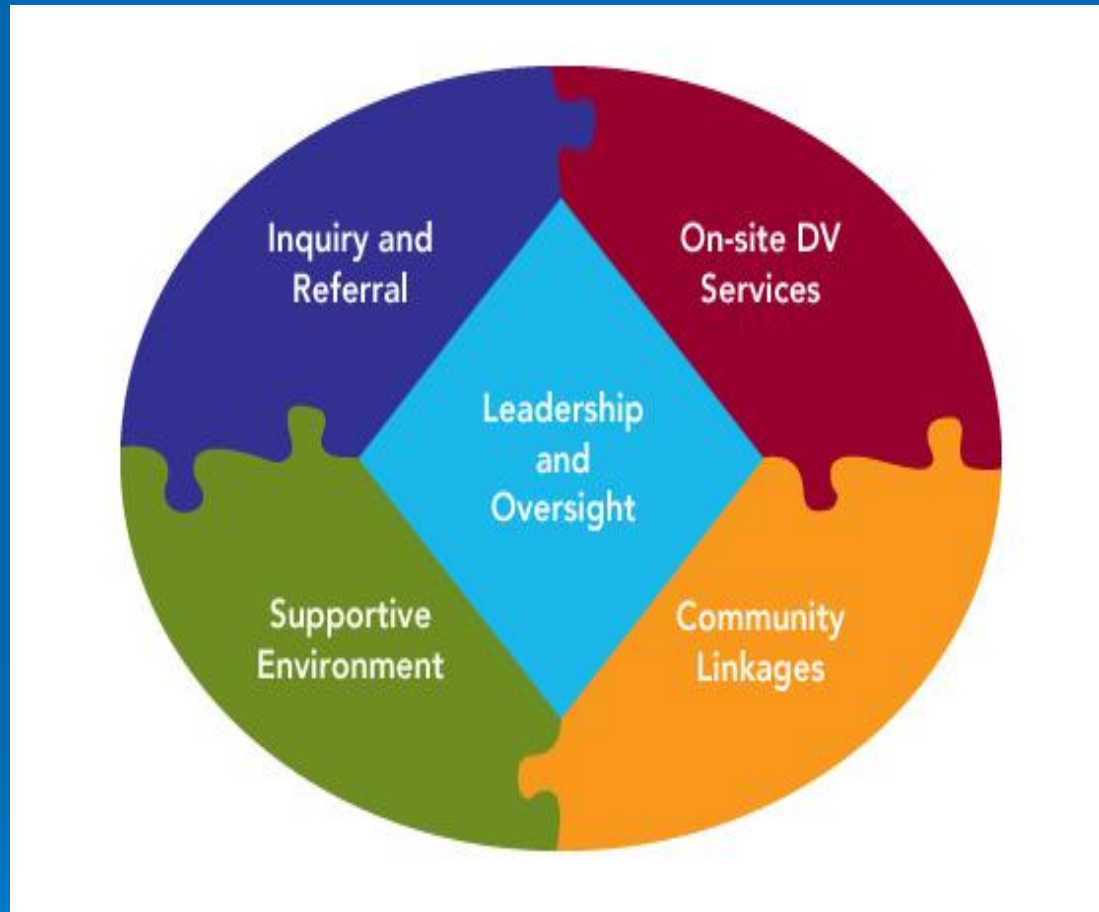 Inquiry and
Referral
On-site DV
Services
Leadership
and
Oversight
Supportive
Environment
Community
Linkages